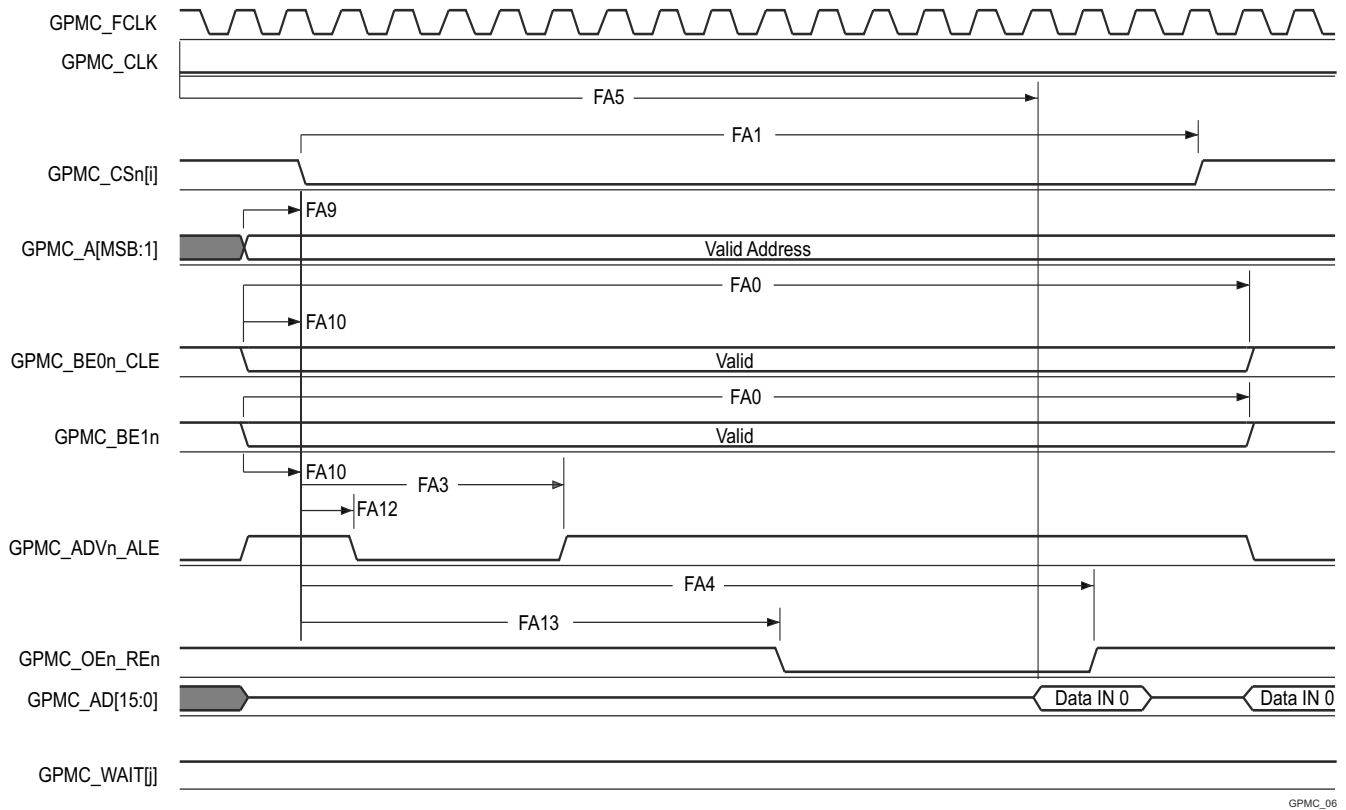 GPMC_FCLK
GPMC_CLK
FA5
FA1
GPMC_CSn[i]
FA9
GPMC_A[MSB:1]
Valid Address
FA0
FA10
GPMC_BE0n_CLE
Valid
FA0
GPMC_BE1n
Valid
FA10
FA3
FA12
GPMC_ADVn_ALE
FA4
FA13
GPMC_OEn_REn
GPMC_AD[15:0]
Data IN 0
Data IN 0
GPMC_WAIT[j]
GPMC_06